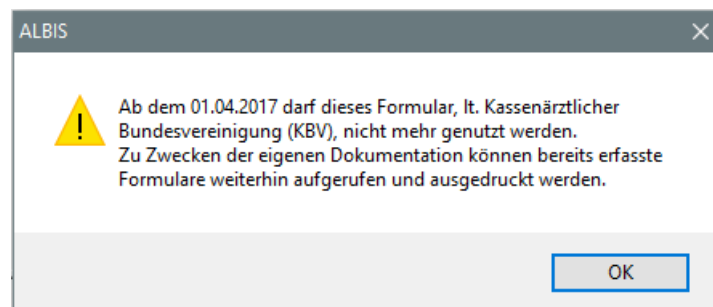 ALBIS
Ab dem 01.04.2017 darf dieses Formular, lt. Kassenärztlicher
Bundesvereinigung (KBV), nicht mehr genutzt werden.
Zu Zwecken der eigenen Dokumentation können bereits erfasste
Formulare weiterhin aufgerufen und ausgedruckt werden.
OK